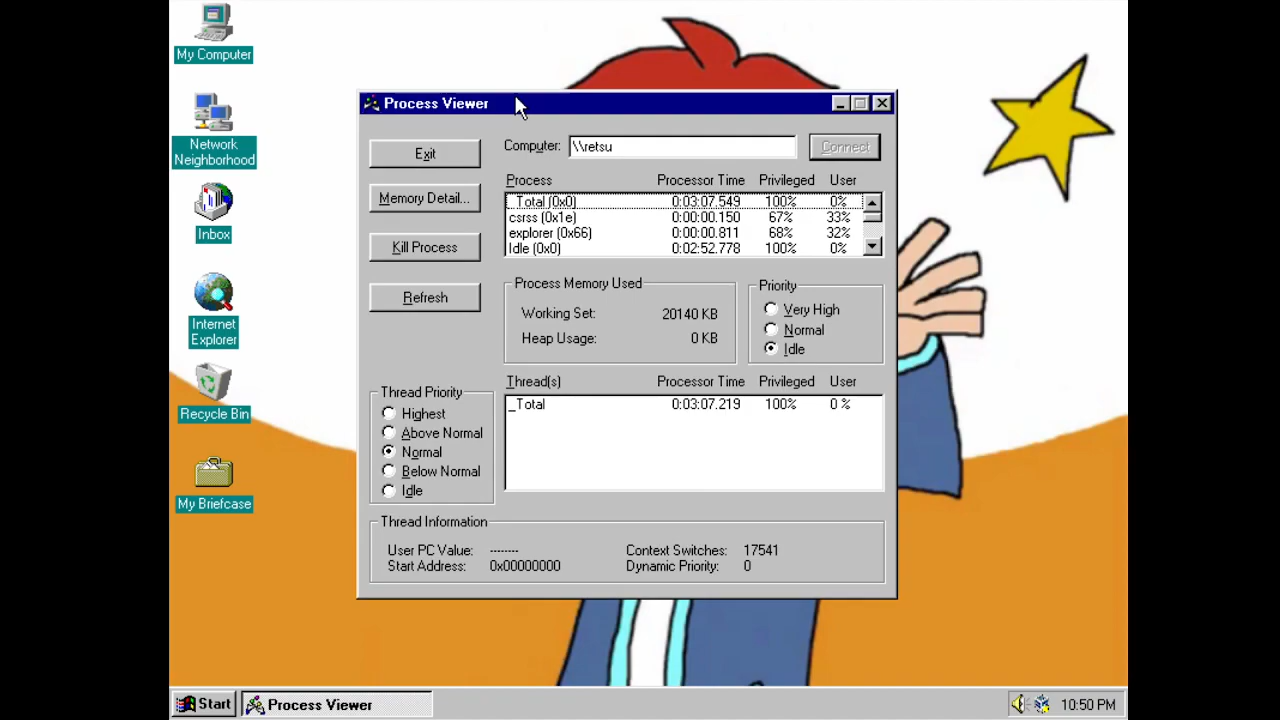 My Computer
Network
Neighborhood
Inbox
Internet
Explorer
Recycle Bin
My Briefcase
Process Viewer
Exit
Memory Detail...
Kill Process
Refresh
Computer: \\retsu Connect
Process Processor Time Privileged User
_Total (0x0) 0:03:07.549 100% 0%
csrss (0x1e) 0:00:00.150 67% 33%
explorer (0x66) 0:00:00.811 68% 32%
Idle (0x0) 0:02:52.778 100% 0%
Process Memory Used
Working Set: 20140 KB
Heap Usage: 0 KB
Priority
Very High
Normal
Idle
Thread Priority
Highest
Above Normal
Normal
Below Normal
Idle
Thread(s) Processor Time Privileged User
_Total 0:03:07.219 100% 0 %
Thread Information
User PC Value: -------- Context Switches: 17541
Start Address: 0x00000000 Dynamic Priority: 0
Start Process Viewer 10:50 PM